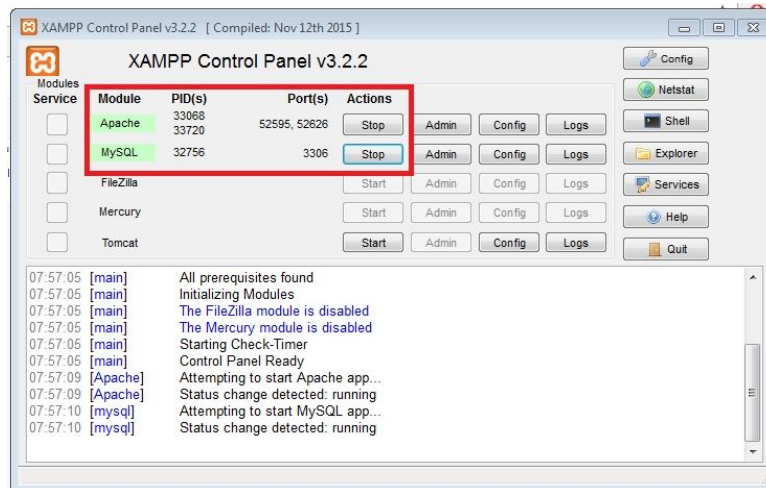 XAMPP Control Panel v3.2.2 [ Compiled: Nov 12th 2015 ]
XAMPP Control Panel v3.2.2
Config
Modules
Service Module PID(s) Port(s) Actions
Netstat
Apache 33068 33720 52595, 52626 Stop Admin Config Logs
Shell
MySQL 32756 3306 Stop Admin Config Logs
Explorer
FileZilla Start Admin Config Logs
Services
Mercury Start Admin Config Logs
Help
Tomcat Start Admin Config Logs
Quit
07:57:05 [main] All prerequisites found
07:57:05 [main] Initializing Modules
07:57:05 [main] The FileZilla module is disabled
07:57:05 [main] The Mercury module is disabled
07:57:05 [main] Starting Check-Timer
07:57:05 [main] Control Panel Ready
07:57:09 [Apache] Attempting to start Apache app...
07:57:09 [Apache] Status change detected: running
07:57:10 [mysql] Attempting to start MySQL app...
07:57:10 [mysql] Status change detected: running